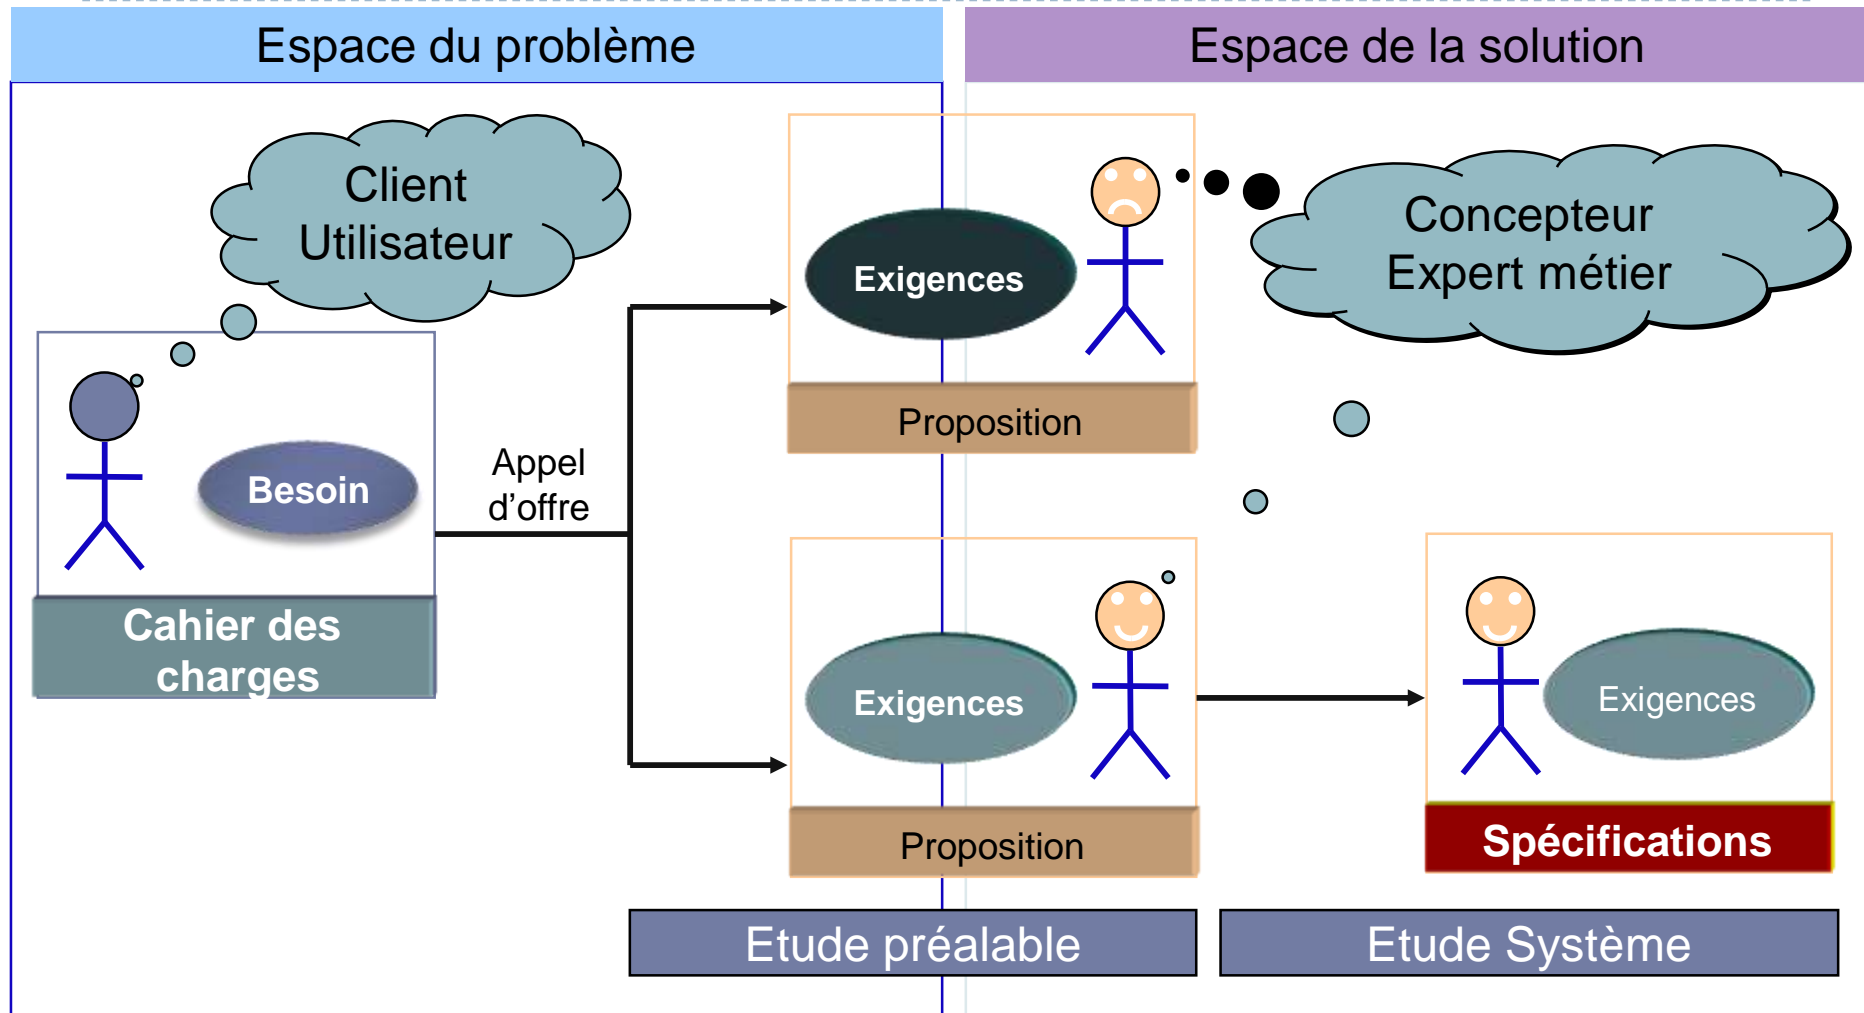 Espace du problème
Espace de la solution
Client
Utilisateur
Concepteur
Expert métier
Exigences
Proposition
Appel
d’offre
Besoin
Cahier des
charges
Exigences
Proposition
Exigences
Spécifications
Etude préalable
Etude Système